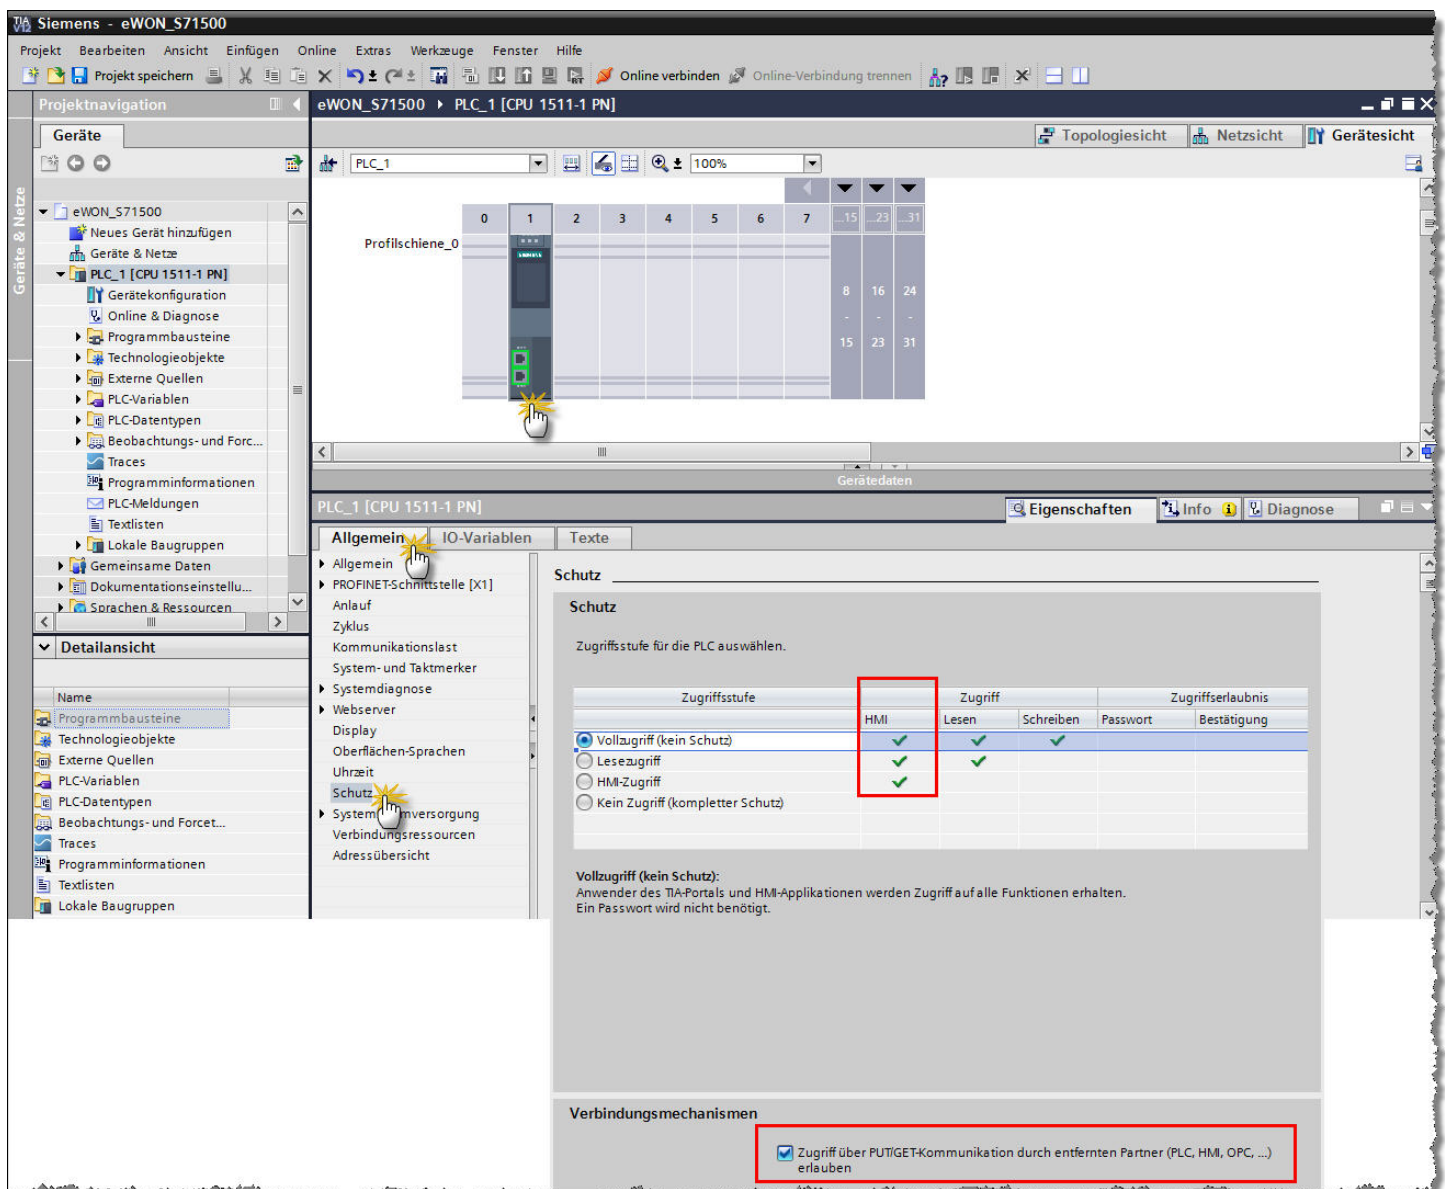 Siemens - eWON_S71500
Projekt Bearbeiten Ansicht Einfügen Online Extras Werkzeuge Fenster Hilfe
Projekt speichern Online verbinden Online-Verbindung trennen
Projektnavigation
eWON_S71500 PLC_1 [CPU 1511-1 PN]
Geräte
Topologiesicht Netzsicht Gerätesicht
PLC_1 100%
Geräte & Netze
eWON_S71500
Neues Gerät hinzufügen
Geräte & Netze
PLC_1 [CPU 1511-1 PN]
Gerätekonfiguration
Online & Diagnose
Programmbausteine
Technologieobjekte
Externe Quellen
PLC-Variablen
PLC-Datentypen
Beobachtungs- und Forc...
Traces
Programminformationen
PLC-Meldungen
Textlisten
Lokale Baugruppen
Gemeinsame Daten
Dokumentationseinstellu...
Sprachen & Ressourcen
0 1 2 3 4 5 6 7 ...15 ...23 ...31
Profilschiene_0
SIEMENS
8 16 24
- - -
15 23 31
Gerätedaten
PLC_1 [CPU 1511-1 PN]
Eigenschaften Info Diagnose
Allgemein IO-Variablen Texte
Allgemein
PROFINET-Schnittstelle [X1]
Anlauf
Zyklus
Kommunikationslast
System- und Taktmerker
Systemdiagnose
Webserver
Display
Oberflächen-Sprachen
Uhrzeit
Schutz
Verbindungsressourcen
Adressübersicht
Schutz
Schutz
Zugriffsstufe für die PLC auswählen.
Zugriffsstufe Zugriff Zugriffserlaubnis
HMI Lesen Schreiben Passwort Bestätigung
Vollzugriff (kein Schutz)
Lesezugriff
HMI-Zugriff
Kein Zugriff (kompletter Schutz)
Vollzugriff (kein Schutz):
Anwender des TIA-Portals und HMI-Applikationen werden Zugriff auf alle Funktionen erhalten.
Ein Passwort wird nicht benötigt.
Verbindungsmechanismen
Zugriff über PUT/GET-Kommunikation durch entfernten Partner (PLC, HMI, OPC, ...)
erlauben
Detailansicht
Name
Programmbausteine
Technologieobjekte
Externe Quellen
PLC-Variablen
PLC-Datentypen
Beobachtungs- und Forcet...
Traces
Programminformationen
Textlisten
Lokale Baugruppen